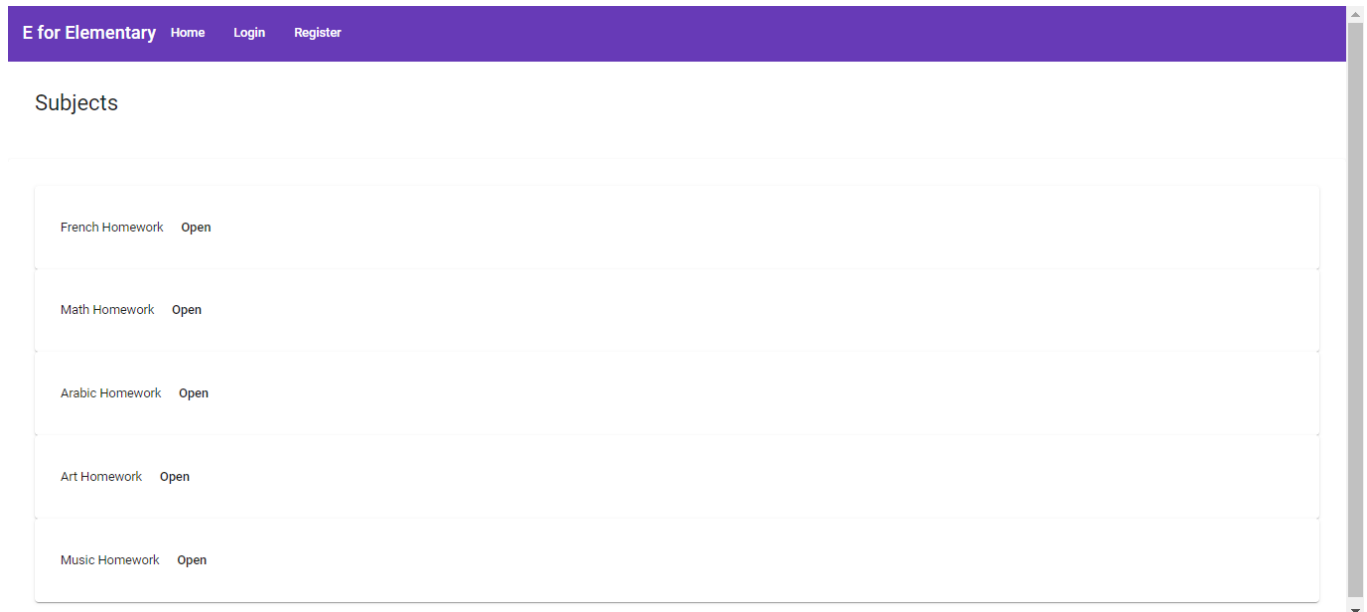 E for Elementary Home Login Register
Subjects
French Homework Open
Math Homework Open
Arabic Homework Open
Art Homework Open
Music Homework Open